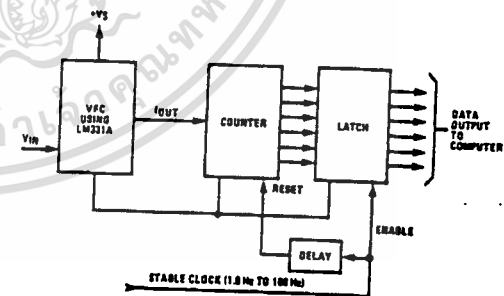 +VS
VFC
USING
LM331A
VIN
fOUT
COUNTER
LATCH
DATA
OUTPUT
TO
COMPUTER
RESET
ENABLE
DELAY
STABLE CLOCK (1.0 Hz TO 100 Hz)